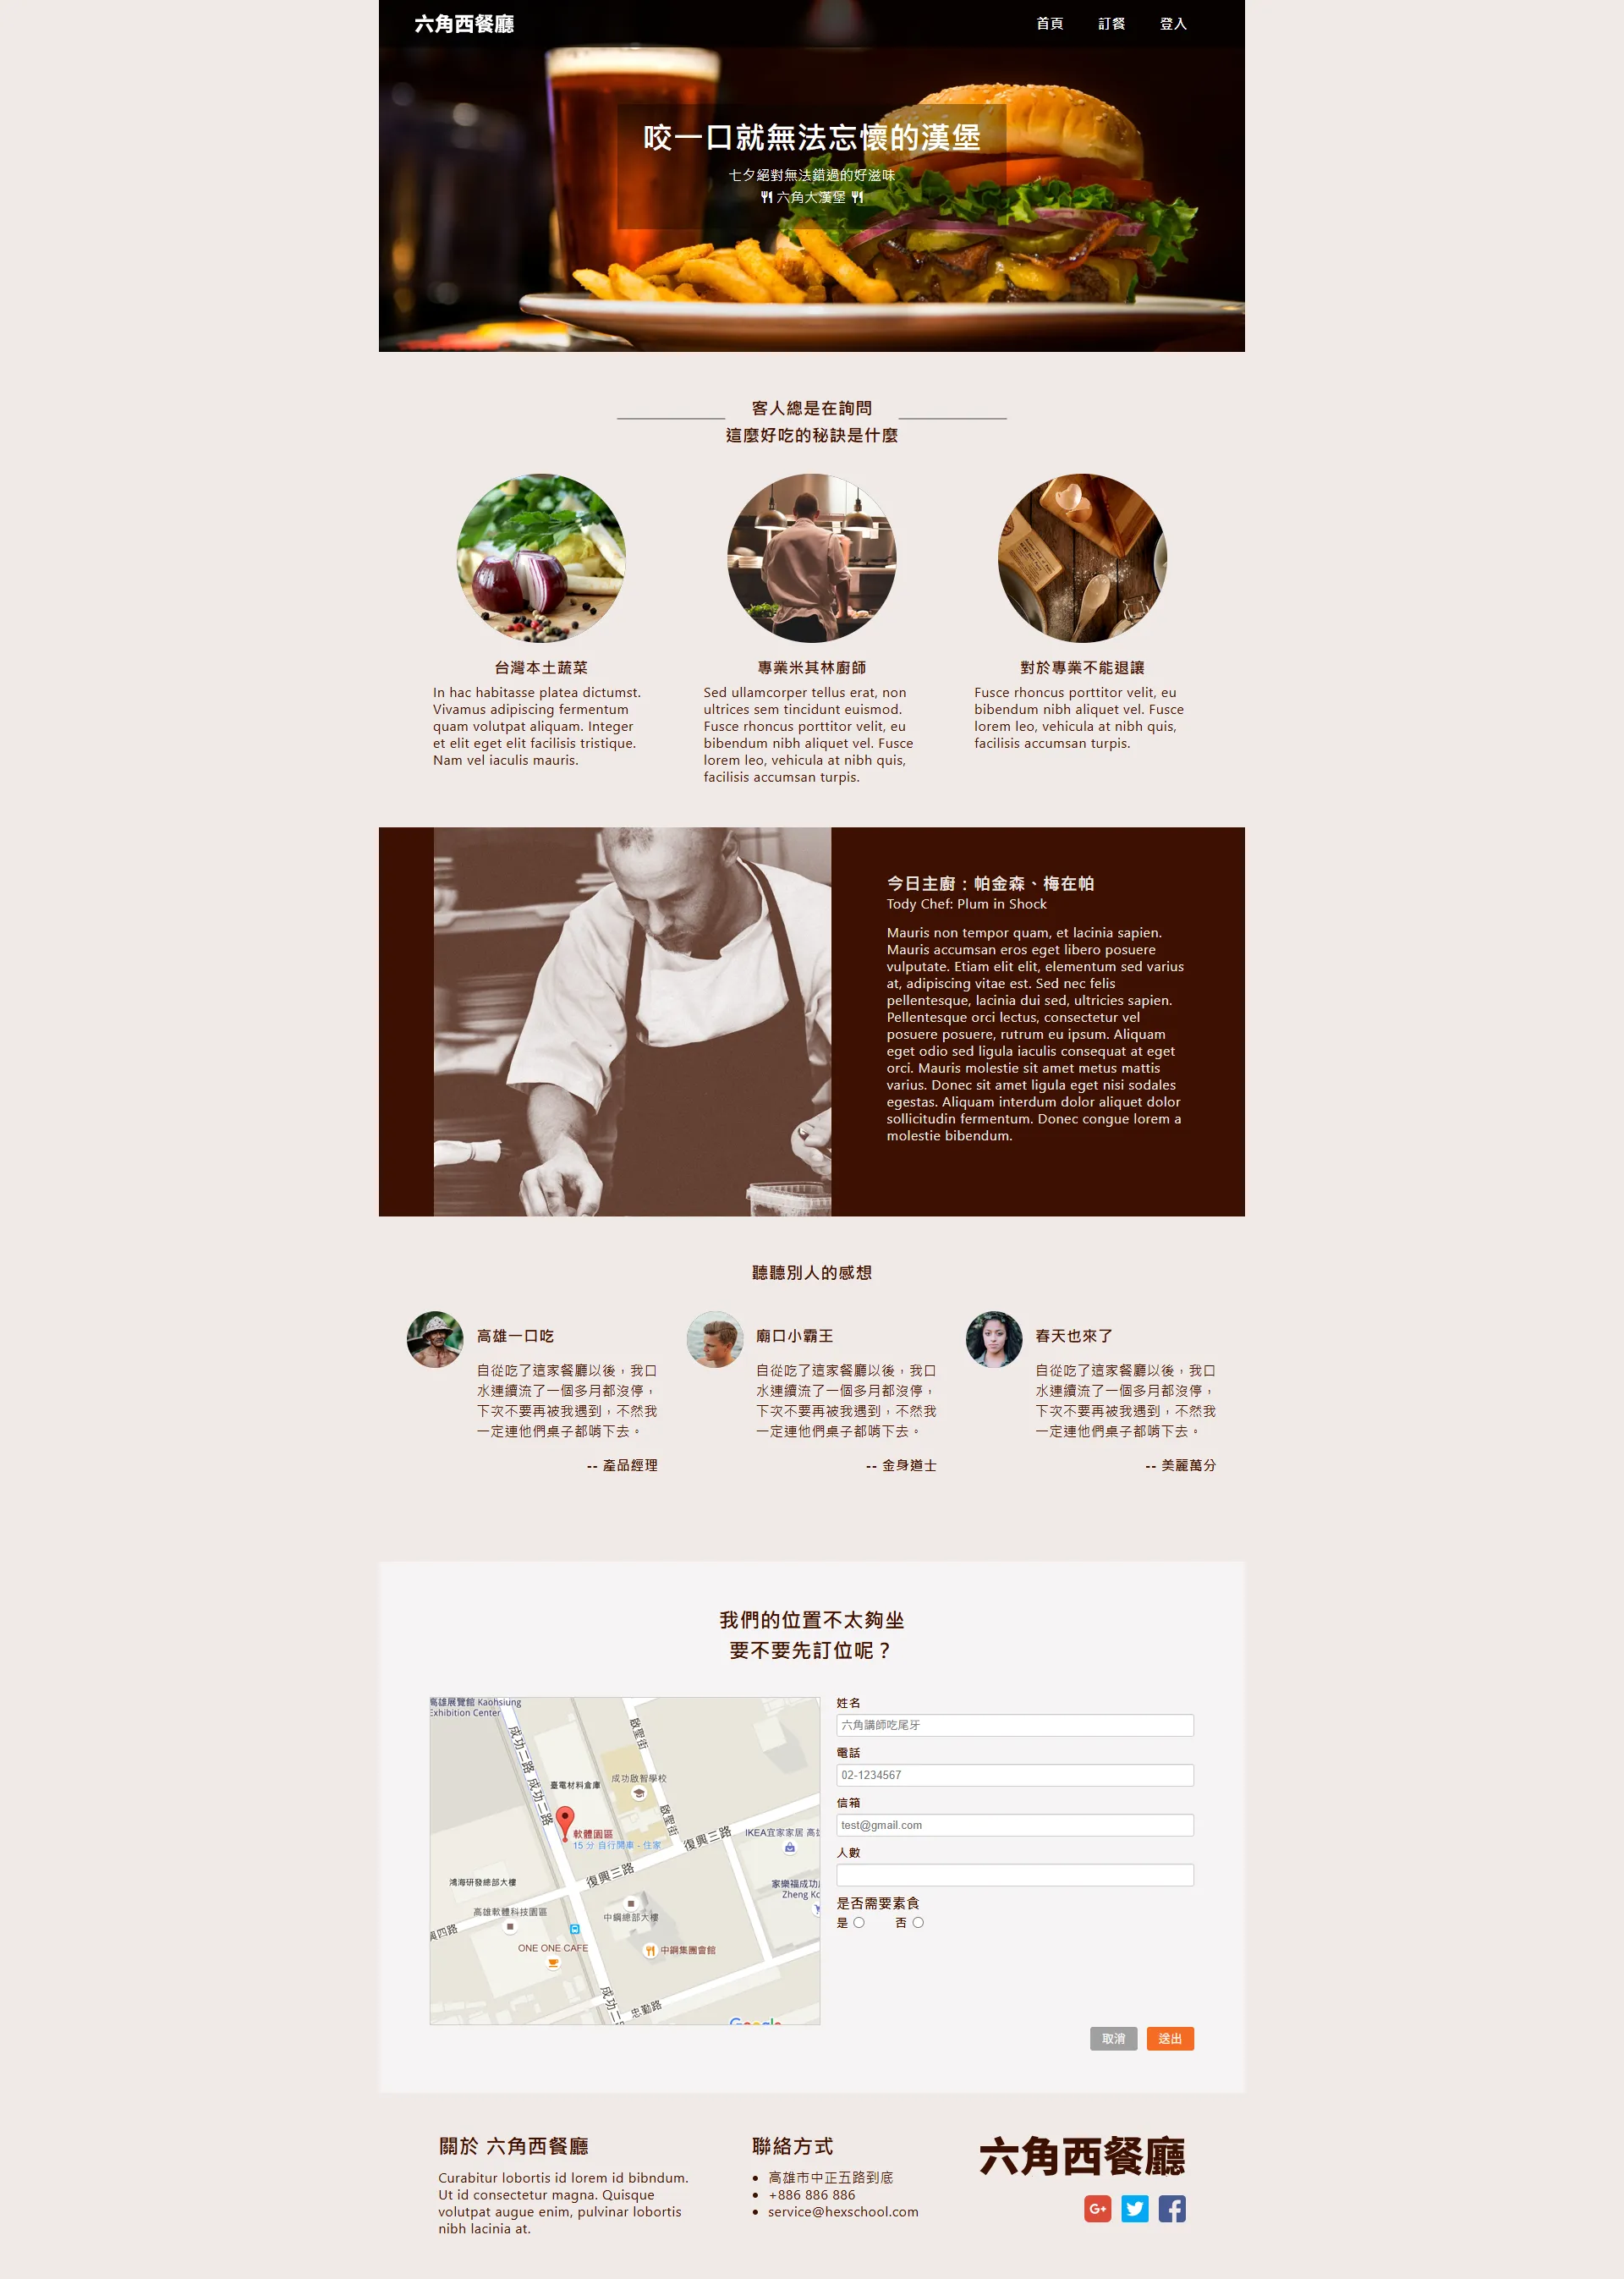 六角西餐廳
首頁 訂餐 登入
咬一口就無法忘懷的漢堡
七夕絕對無法錯過的好滋味
六角大漢堡
客人總是在詢問
這麼好吃的秘訣是什麼
台灣本土蔬菜
In hac habitasse platea dictumst.
Vivamus adipiscing fermentum
quam volutpat aliquam. Integer
et elit eget elit facilisis tristique.
Nam vel iaculis mauris.
專業米其林廚師
Sed ullamcorper tellus erat, non
ultrices sem tincidunt euismod.
Fusce rhoncus porttitor velit, eu
bibendum nibh aliquet vel. Fusce
lorem leo, vehicula at nibh quis,
facilisis accumsan turpis.
對於專業不能退讓
Fusce rhoncus porttitor velit, eu
bibendum nibh aliquet vel. Fusce
lorem leo, vehicula at nibh quis,
facilisis accumsan turpis.
今日主廚：帕金森、梅在帕
Tody Chef: Plum in Shock
Mauris non tempor quam, et lacinia sapien.
Mauris accumsan eros eget libero posuere
vulputate. Etiam elit elit, elementum sed varius
at, adipiscing vitae est. Sed nec felis
pellentesque, lacinia dui sed, ultricies sapien.
Pellentesque orci lectus, consectetur vel
posuere posuere, rutrum eu ipsum. Aliquam
eget odio sed ligula iaculis consequat at eget
orci. Mauris molestie sit amet metus mattis
varius. Donec sit amet ligula eget nisi sodales
egestas. Aliquam interdum dolor aliquet dolor
sollicitudin fermentum. Donec congue lorem a
molestie bibendum.
聽聽別人的感想
高雄一口吃
自從吃了這家餐廳以後，我口
水連續流了一個多月都沒停，
下次不要再被我遇到，不然我
一定連他們桌子都啃下去。
-- 產品經理
廟口小霸王
自從吃了這家餐廳以後，我口
水連續流了一個多月都沒停，
下次不要再被我遇到，不然我
一定連他們桌子都啃下去。
-- 金身道士
春天也來了
自從吃了這家餐廳以後，我口
水連續流了一個多月都沒停，
下次不要再被我遇到，不然我
一定連他們桌子都啃下去。
-- 美麗萬分
我們的位置不太夠坐
要不要先訂位呢？
高雄展覽館 Kaohsiung
Exhibition Center
成功二路 成功二路
啟聖街
臺電材料倉庫
成功啟智學校
啟聖街
軟體園區
15 分 自行開車 - 住家
復興三路
IKEA宜家家居
復興三路
鴻海研發總部大樓
家樂福成功
Zheng
高雄軟體科技園區
中鋼總部大樓
興四路
ONE ONE CAFE
中鋼集團會館
成功二路
忠勤路
Google
姓名
六角講師吃尾牙
電話
02-1234567
信箱
test@gmail.com
人數
是否需要素食
是 否
取消 送出
關於 六角西餐廳
Curabitur lobortis id lorem id bibndum.
Ut id consectetur magna. Quisque
volutpat augue enim, pulvinar lobortis
nibh lacinia at.
聯絡方式
高雄市中正五路到底
+886 886 886
service@hexschool.com
六角西餐廳
G+